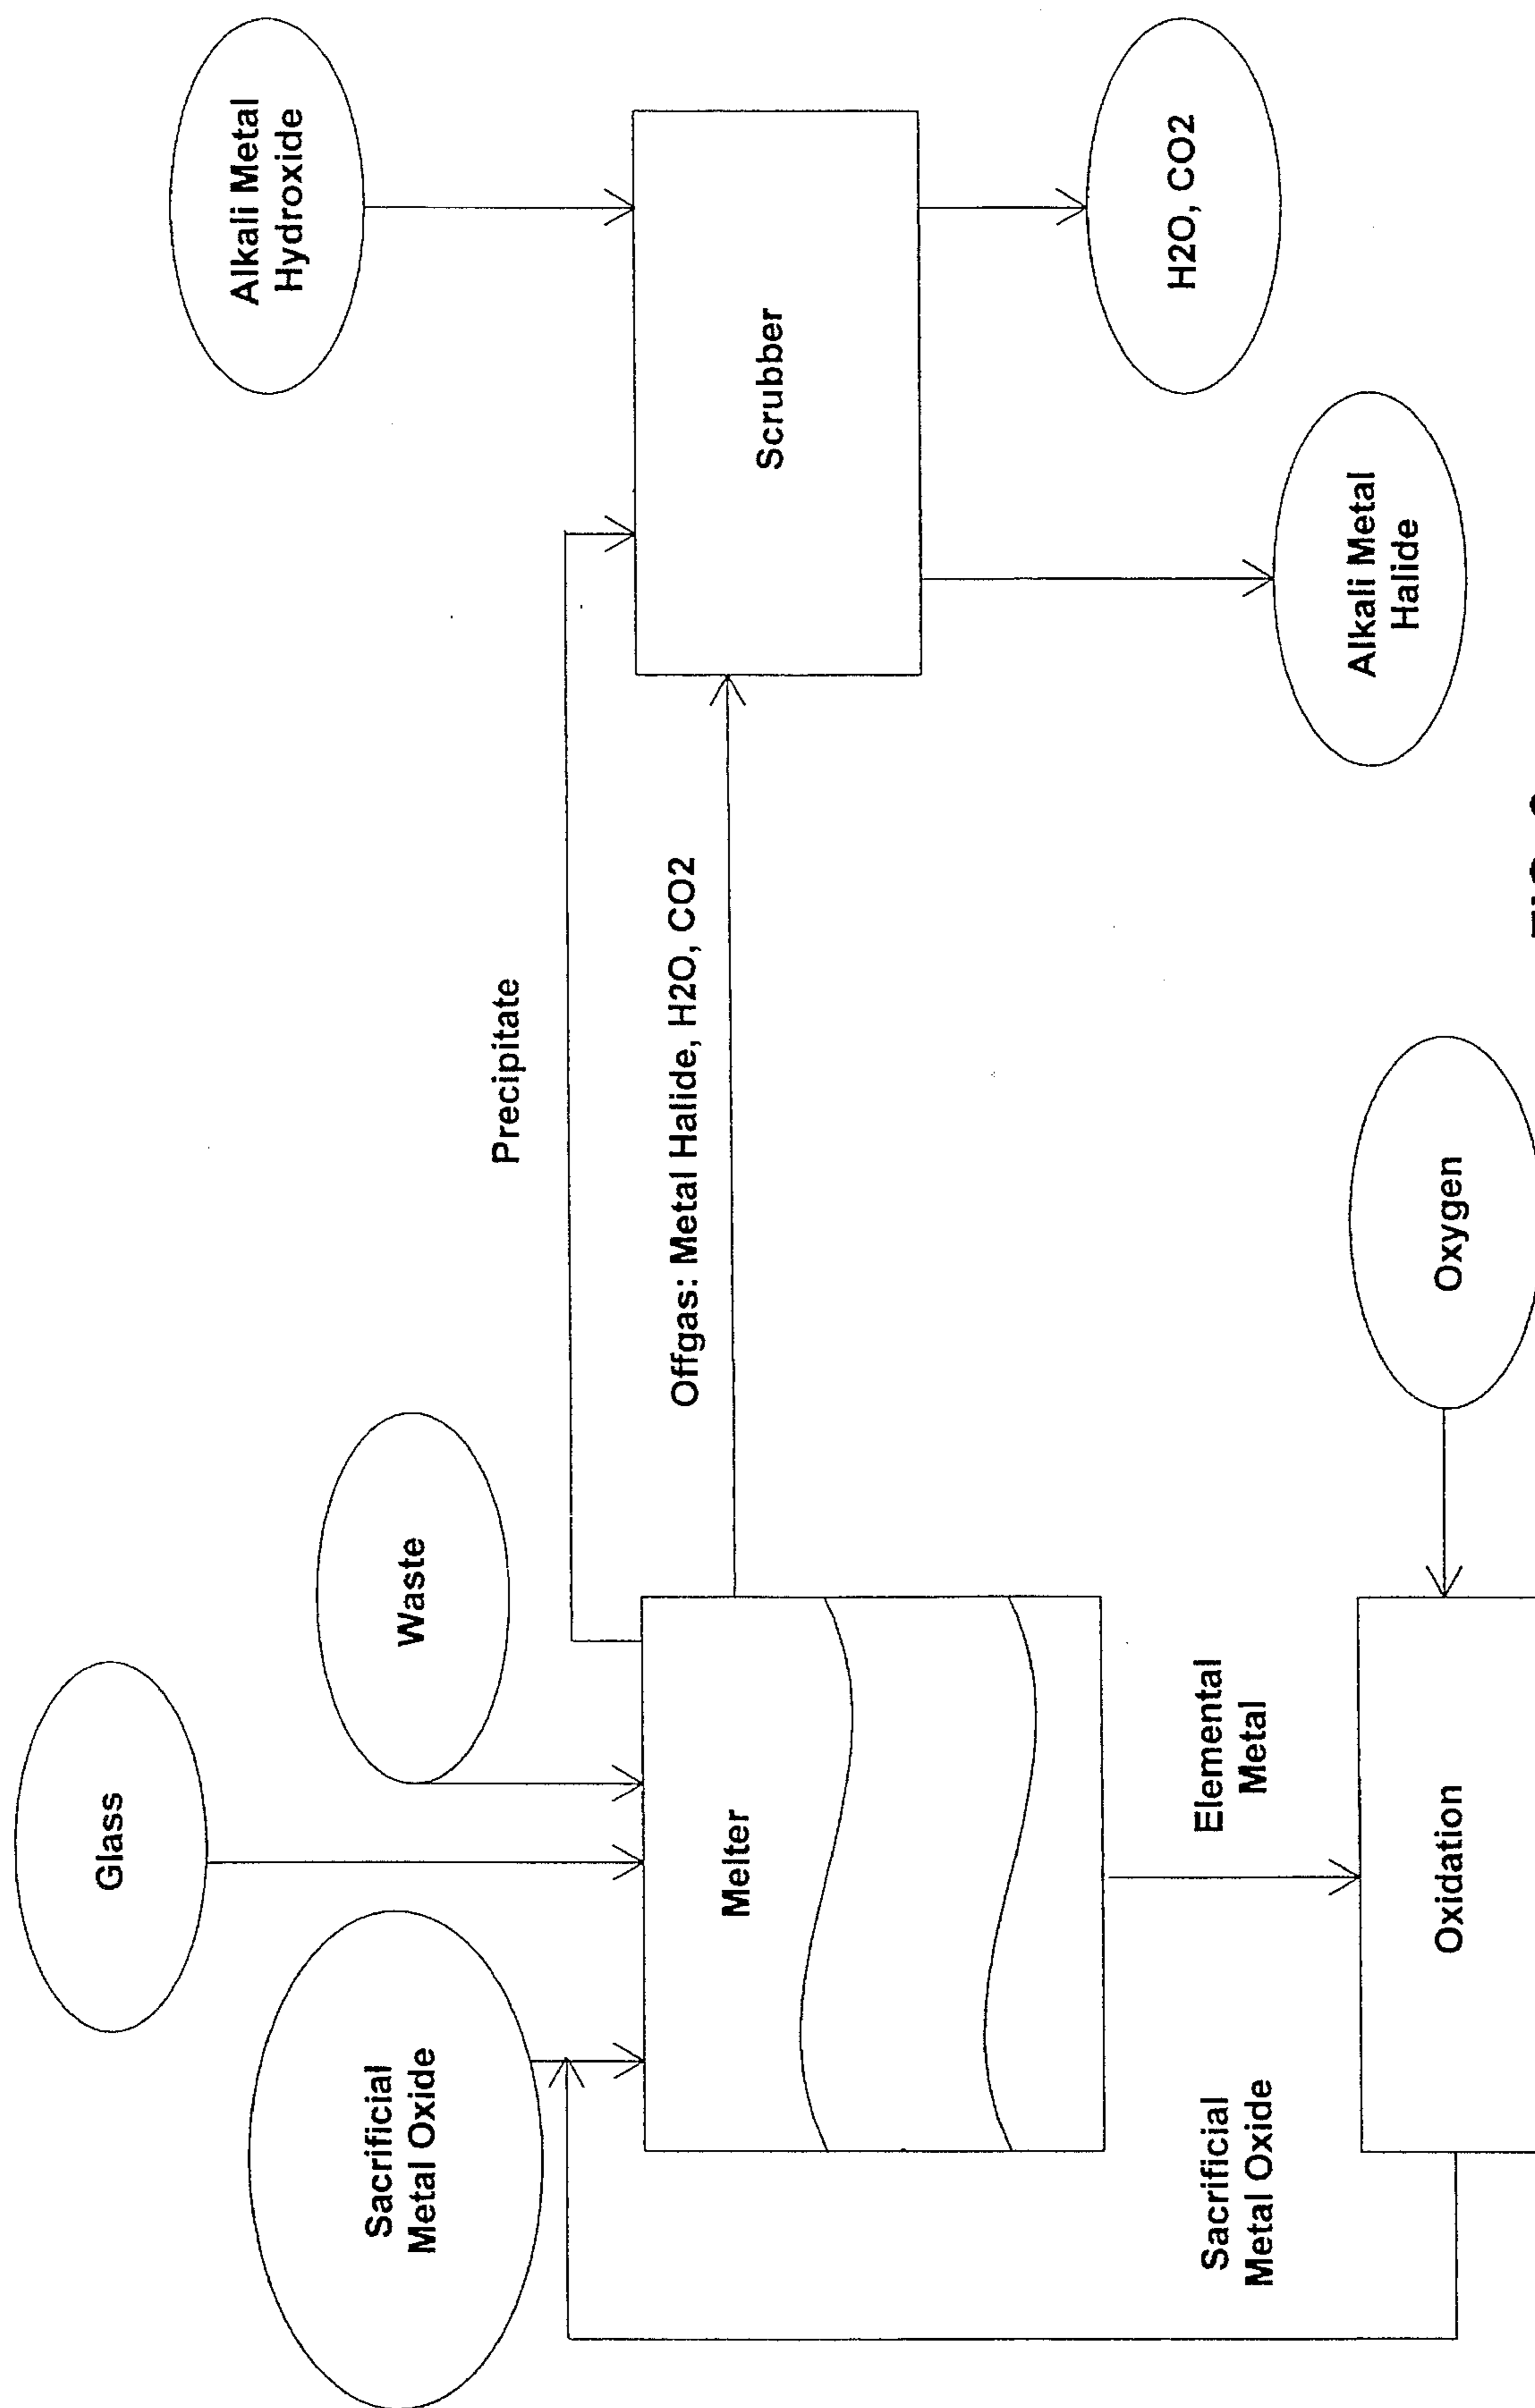 Glass
Sacrificial
Metal Oxide
Waste
Alkali Metal
Hydroxide
Precipitate
Offgas: Metal Halide, H2O, CO2
Melter
Scrubber
Elemental
Metal
Sacrificial
Metal Oxide
Oxidation
Oxygen
Alkali Metal
Halide
H2O, CO2